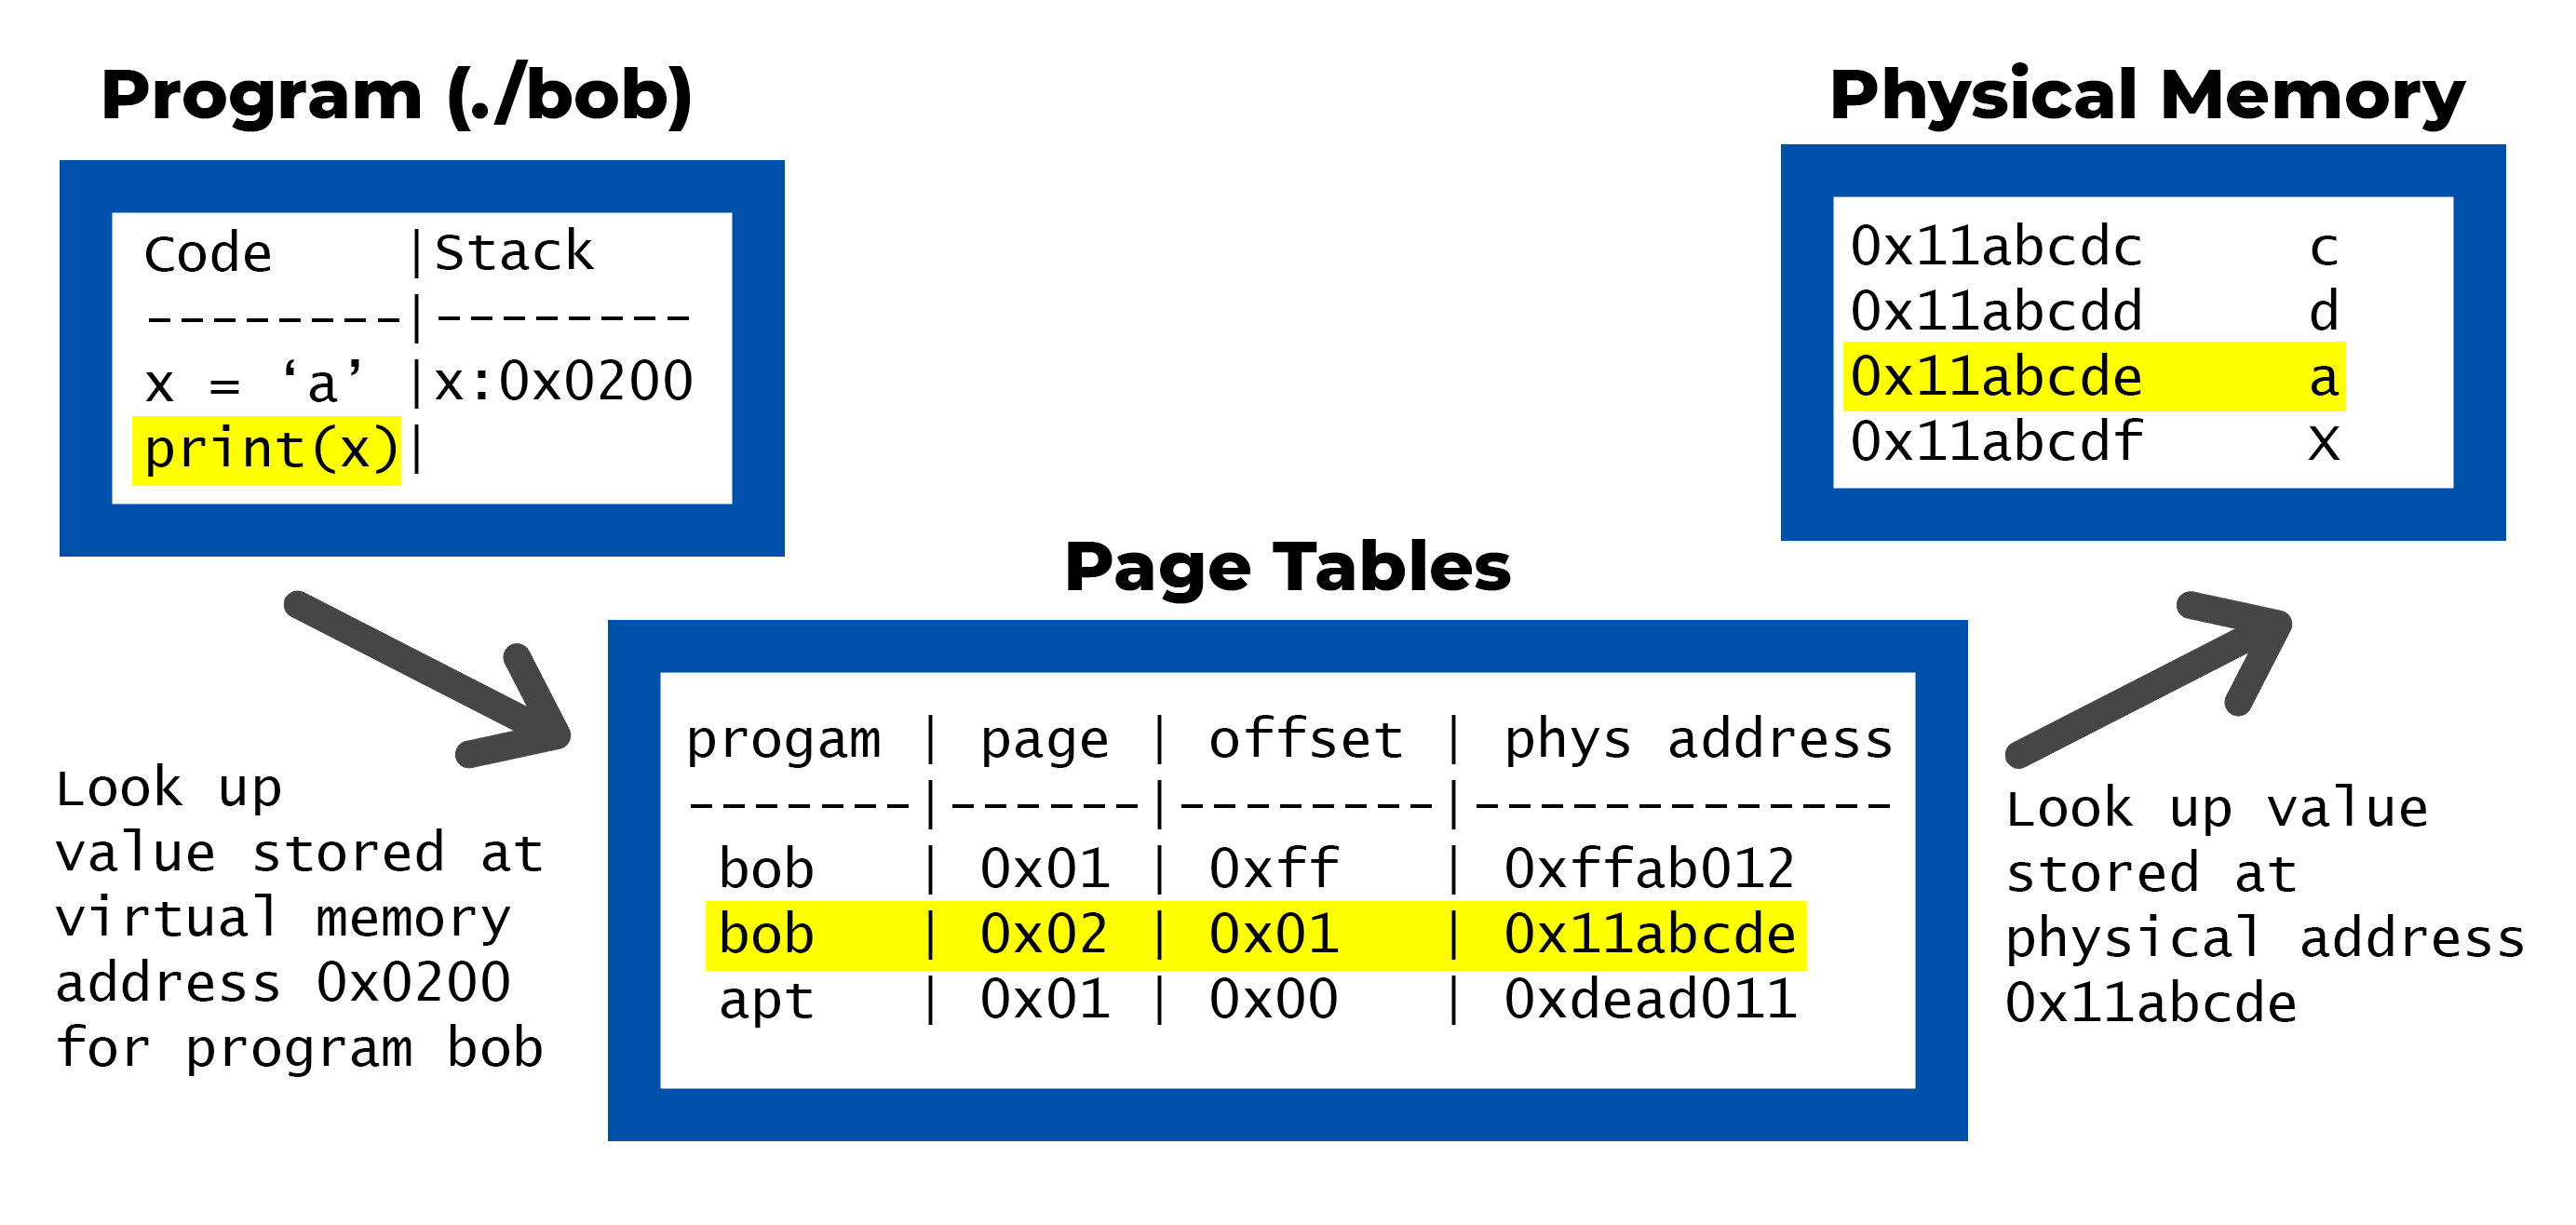 Program (./bob)
Code    |Stack
--------|--------
x = ‘a’ |x:0x0200
print(x)|
Physical Memory
0x11abcdc     c
0x11abcdd     d
0x11abcde     a
0x11abcdf     X
Look up
value stored at
virtual memory
address 0x0200
for program bob
Page Tables
progam | page | offset | phys address
-------|------|--------|-------------
bob   | 0x01 | 0xff   | 0xffab012
bob   | 0x02 | 0x01   | 0x11abcde
apt   | 0x01 | 0x00   | 0xdead011
Look up value
stored at
physical address
0x11abcde